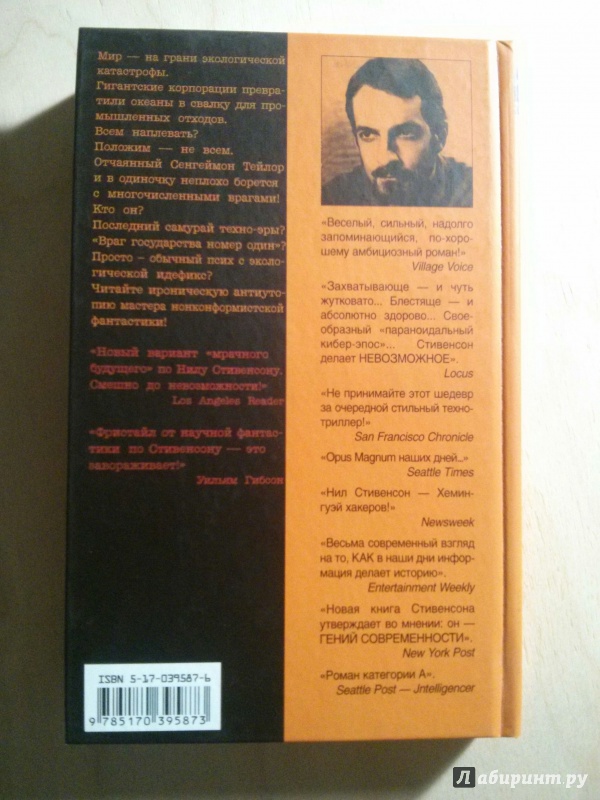 Мир — на грани экологической
катастрофы.
Гигантские корпорации превра-
тили океаны в свалку для про-
мышленных отходов.
Всем наплевать?
Положим — не всем.
Отчаянный Сенгеймон Тейлор
и в одиночку неплохо борется
с многочисленными врагами!
Кто он?
Последний самурай техно-эры?
«Враг государства номер один»?
Просто – обычный псих с эколо-
гической идефикс?
Читайте ироническую антиуто-
пию мастера нонконформистской
фантастики!
«Новый вариант "мрачного
будущего" по Нилу Стивенсону.
Смешно до невозможности!»
Los Angeles Reader
«Фристайл от научной фантас-
тики по Стивенсону — это
завораживает!»
Уильям Гибсон
ISBN 5-17-039587-6
9 785170 395873
«Веселый, сильный, надолго
запоминающийся, по-хоро-
шему амбициозный роман!»
Village Voice
«Захватывающе — и чуть
жутковато... Блестяще — и
абсолютно здорово... Свое-
образный «параноидальный
кибер-эпос»... Стивенсон
делает НЕВОЗМОЖНОЕ».
Locus
«Не принимайте этот шедевр
за очередной стильный техно-
триллер!»
San Francisco Chronicle
«Opus Magnum наших дней...»
Seattle Times
«Нил Стивенсон — Хемин-
гуэй хакеров!»
Newsweek
«Весьма современный взгляд
на то, КАК в наши дни инфор-
мация делает историю».
Entertainment Weekly
«Новая книга Стивенсона
утверждает во мнении: он —
ГЕНИЙ СОВРЕМЕННОСТИ».
New York Post
«Роман категории А».
Seattle Post — Jntelligencer
Лабиринт.ру